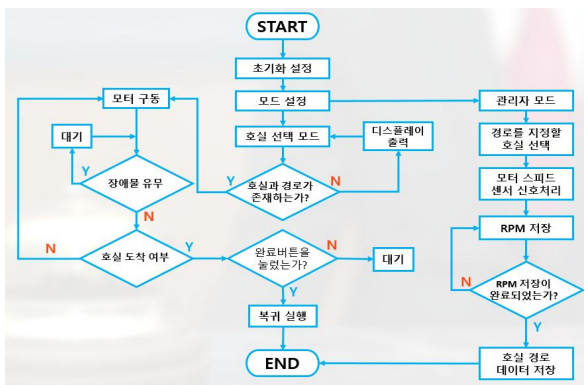 START
초기화 설정
모터 구동
모드 설정
관리자 모드
대기
호실 선택 모드
디스플레이
출력
경로를 지정할
호실 선택
Y
장애물 유무
Y
호실과 경로가
존재하는가?
N
모터 스피드
센서 신호처리
N
RPM 저장
N
호실 도착 여부
Y
완료버튼을
눌렀는가?
N
대기
N
RPM 저장이
완료되었는가?
Y
Y
복귀 실행
END
호실 경로
데이터 저장